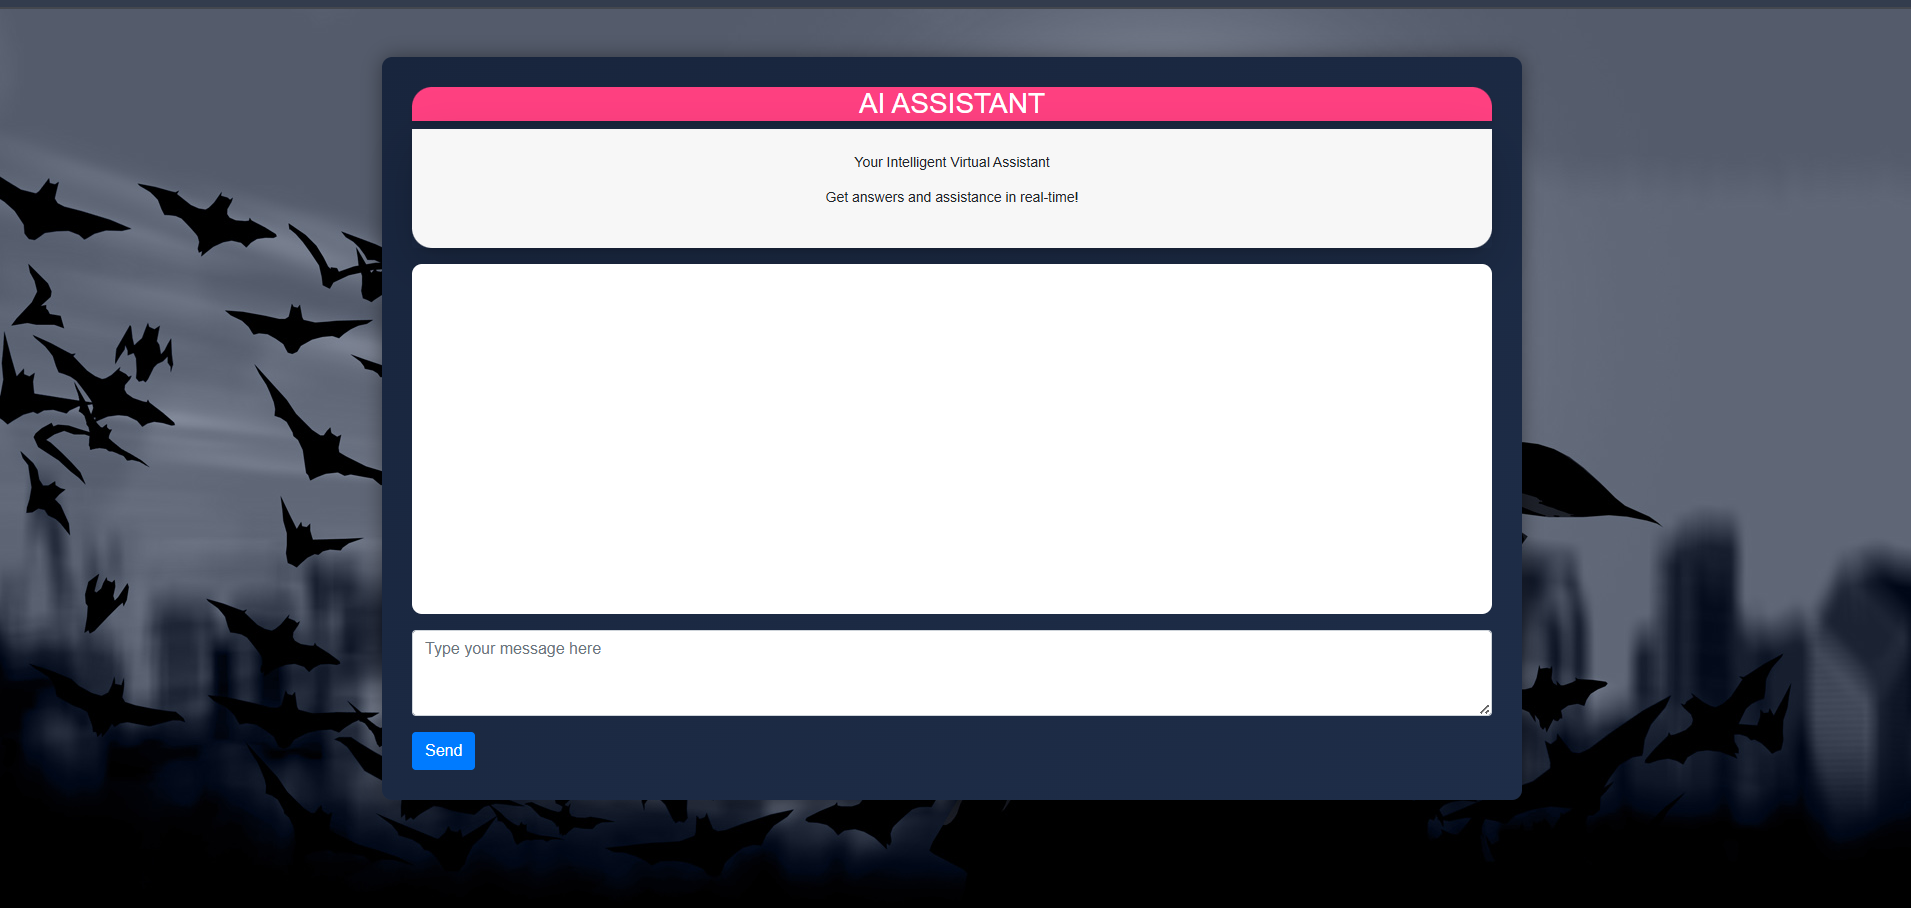 AI ASSISTANT
Your Intelligent Virtual Assistant
Get answers and assistance in real-time!
Type your message here
Send